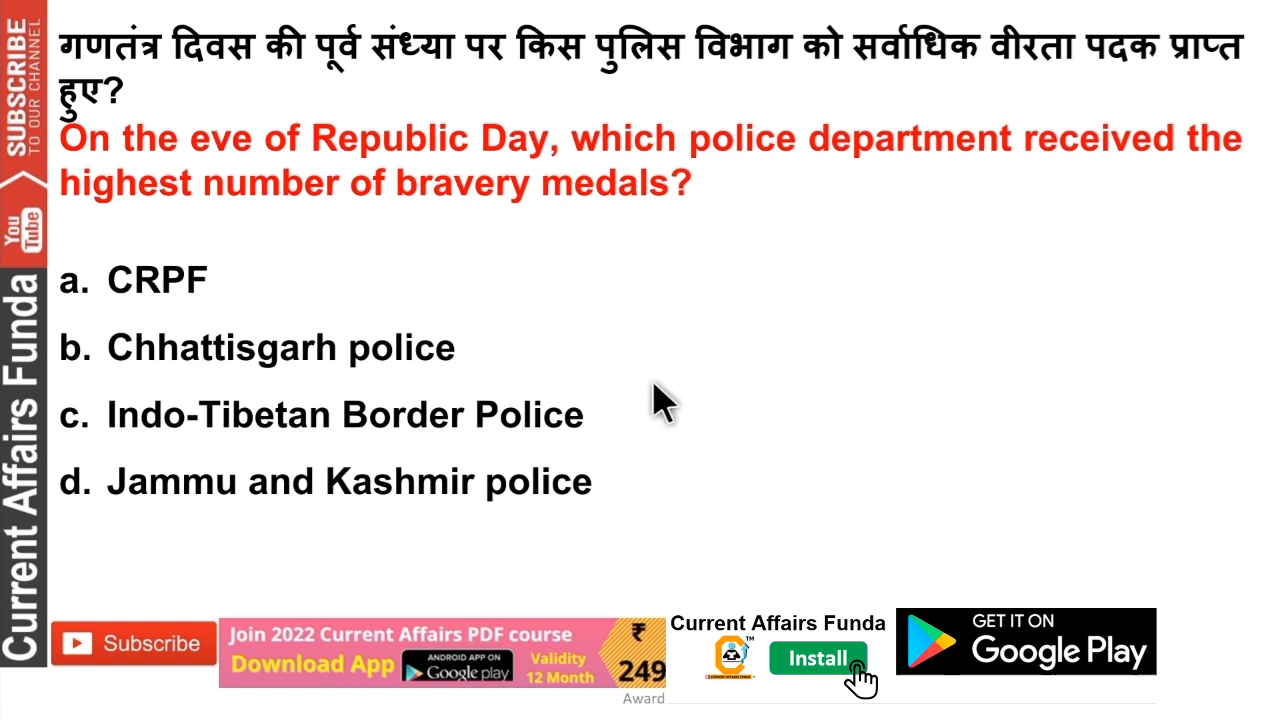 गणतंत्र दिवस की पूर्व संध्या पर किस पुलिस विभाग को सर्वाधिक वीरता पदक प्राप्त
हुए?
On the eve of Republic Day, which police department received the
highest number of bravery medals?
a. CRPF
b. Chhattisgarh police
c. Indo-Tibetan Border Police
d. Jammu and Kashmir police
SUBSCRIBE
TO OUR CHANNEL
You
Tube
Current Affairs Funda
Subscribe
Join 2022 Current Affairs PDF course
Download App
ANDROID APP ON
Google play
Validity
12 Month
₹
249
Award
Current Affairs Funda
TM
Install
GET IT ON
Google Play